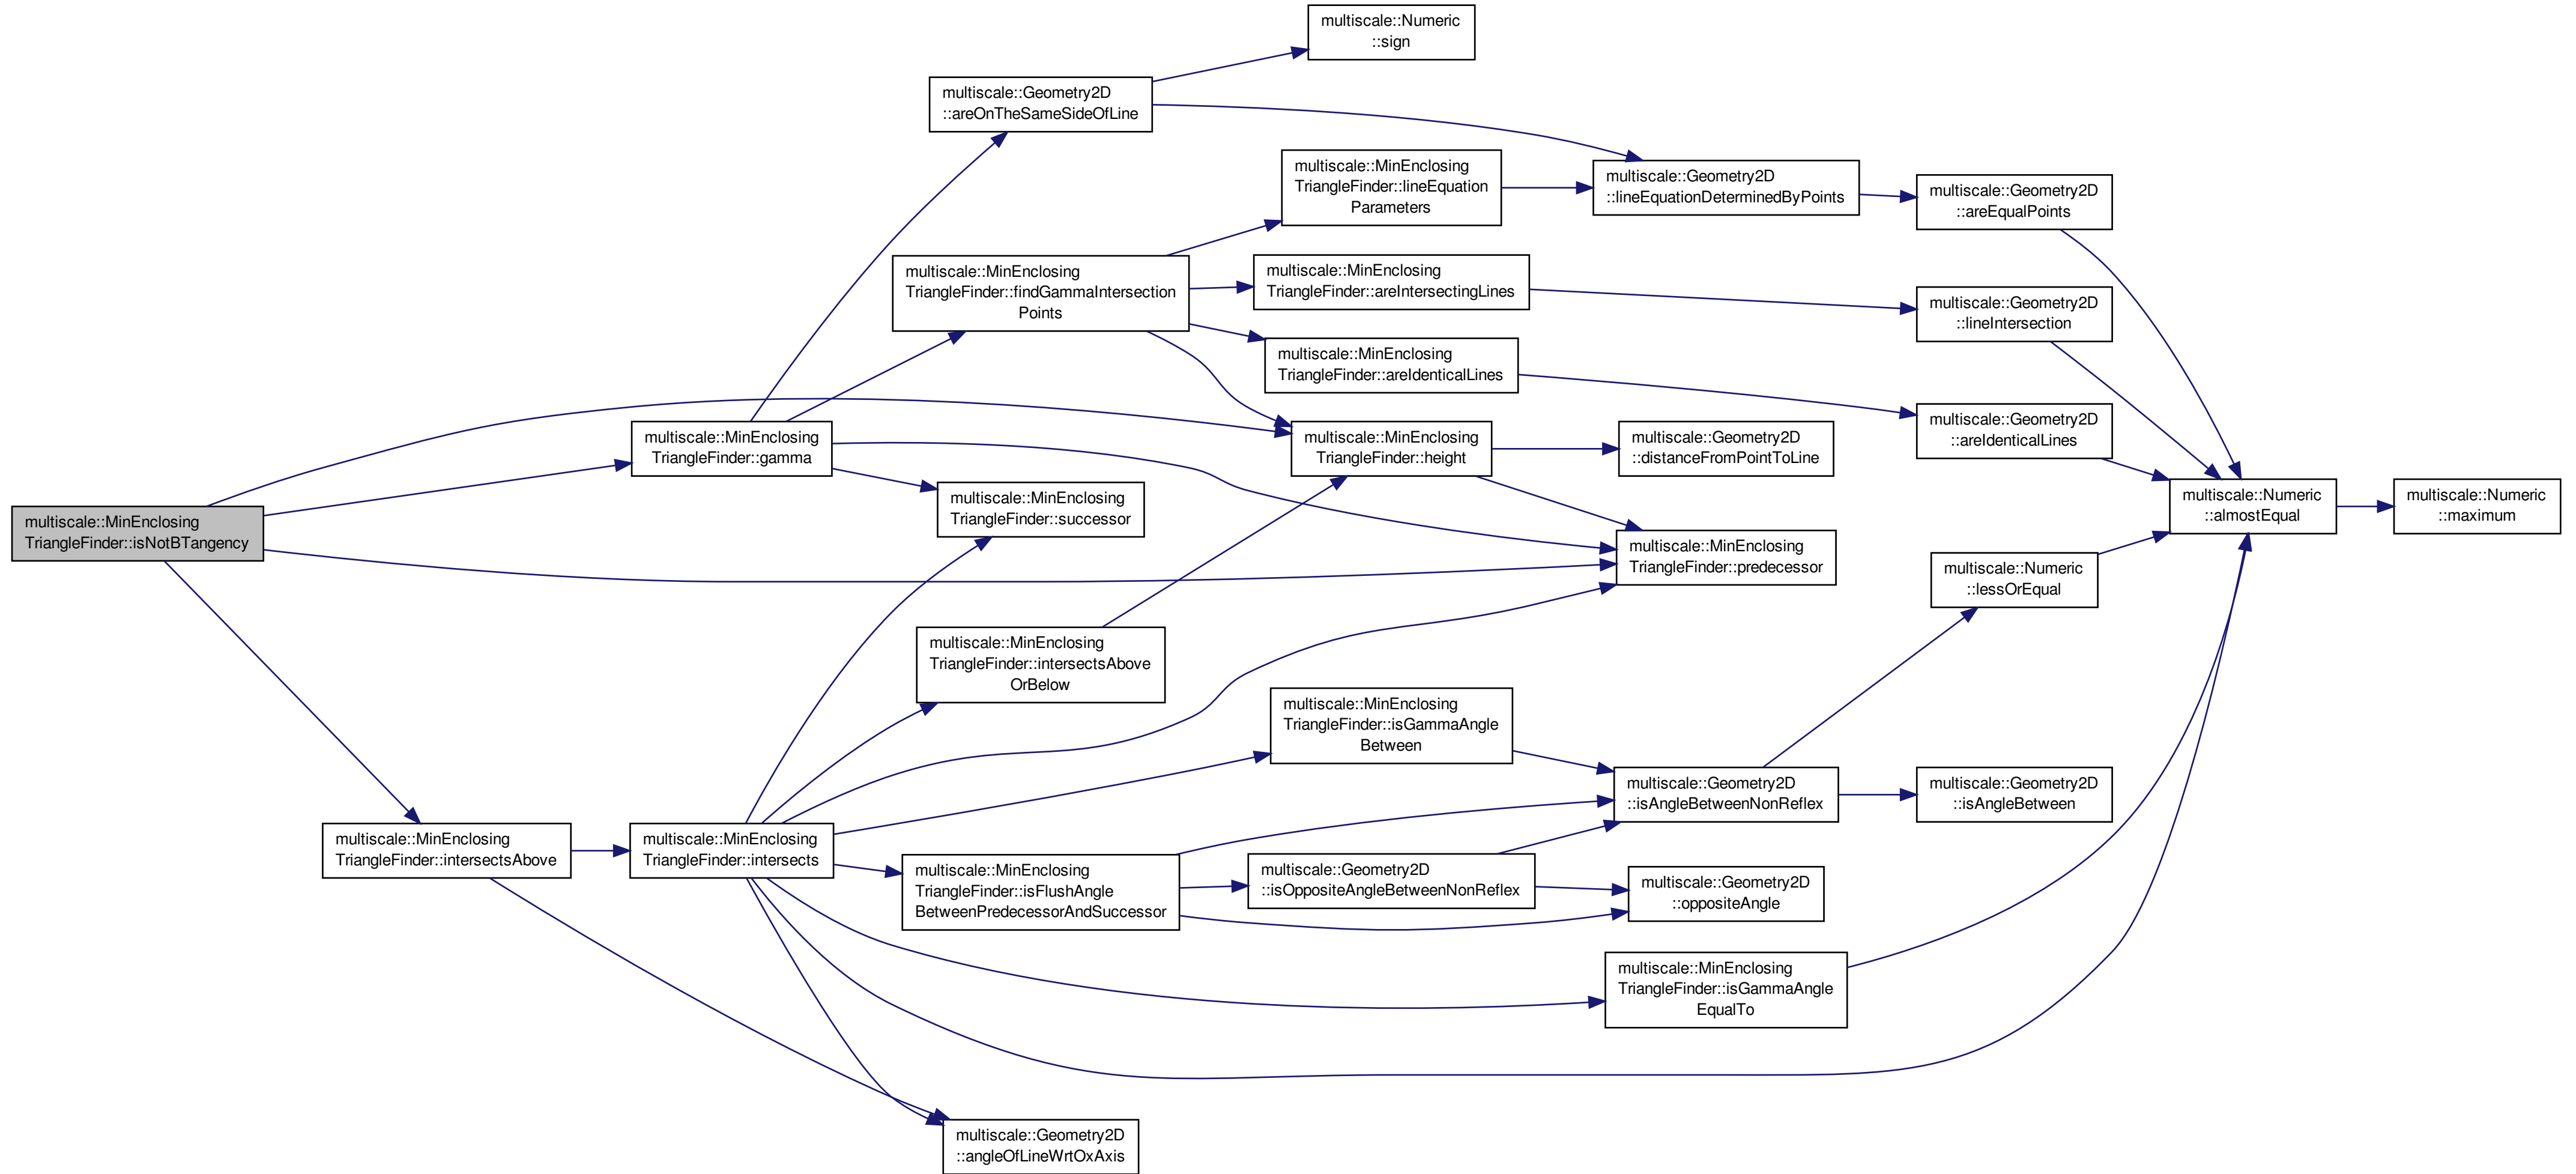 multiscale::Numeric
::sign
multiscale::Geometry2D
::areOnTheSameSideOfLine
multiscale::MinEnclosing
TriangleFinder::lineEquation
Parameters
multiscale::Geometry2D
::lineEquationDeterminedByPoints
multiscale::Geometry2D
::areEqualPoints
multiscale::MinEnclosing
TriangleFinder::findGammaIntersection
Points
multiscale::MinEnclosing
TriangleFinder::areIntersectingLines
multiscale::Geometry2D
::lineIntersection
multiscale::MinEnclosing
TriangleFinder::areIdenticalLines
multiscale::Geometry2D
::areIdenticalLines
multiscale::MinEnclosing
TriangleFinder::gamma
multiscale::MinEnclosing
TriangleFinder::height
multiscale::Geometry2D
::distanceFromPointToLine
multiscale::MinEnclosing
TriangleFinder::successor
multiscale::Numeric
::almostEqual
multiscale::Numeric
::maximum
multiscale::MinEnclosing
TriangleFinder::isNotBTangency
multiscale::MinEnclosing
TriangleFinder::predecessor
multiscale::Numeric
::lessOrEqual
multiscale::MinEnclosing
TriangleFinder::intersectsAbove
OrBelow
multiscale::MinEnclosing
TriangleFinder::isGammaAngle
Between
multiscale::Geometry2D
::isAngleBetweenNonReflex
multiscale::Geometry2D
::isAngleBetween
multiscale::MinEnclosing
TriangleFinder::intersectsAbove
multiscale::MinEnclosing
TriangleFinder::intersects
multiscale::MinEnclosing
TriangleFinder::isFlushAngle
BetweenPredecessorAndSuccessor
multiscale::Geometry2D
::isOppositeAngleBetweenNonReflex
multiscale::Geometry2D
::oppositeAngle
multiscale::MinEnclosing
TriangleFinder::isGammaAngle
EqualTo
multiscale::Geometry2D
::angleOfLineWrtOxAxis